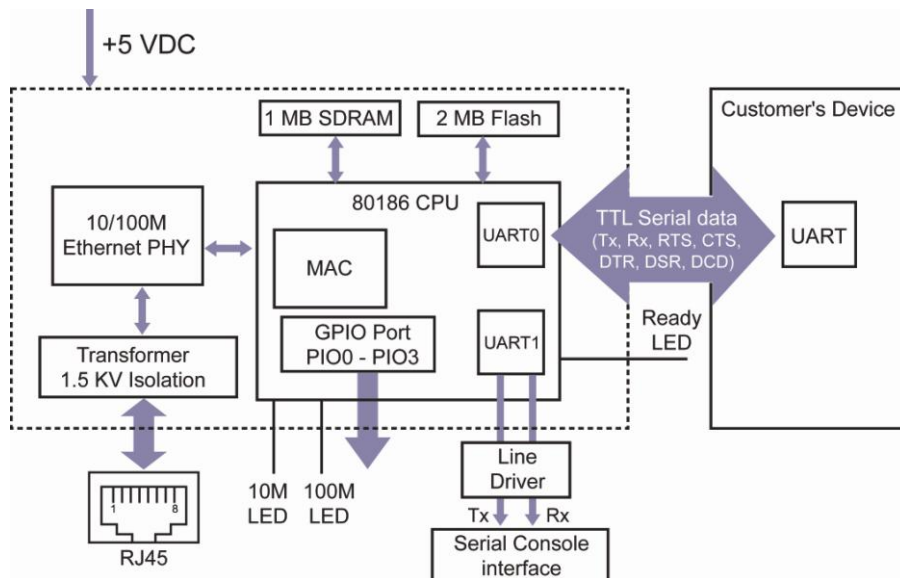 +5 VDC
1 MB SDRAM
2 MB Flash
Customer's Device
80186 CPU
10/100M
Ethernet PHY
MAC
UART0
TTL Serial data
(Tx, Rx, RTS, CTS,
DTR, DSR, DCD)
UART
GPIO Port
PIO0 - PIO3
UART1
Ready
LED
Transformer
1.5 KV Isolation
1
8
RJ45
10M
LED
100M
LED
Line
Driver
Tx
Rx
Serial Console
interface